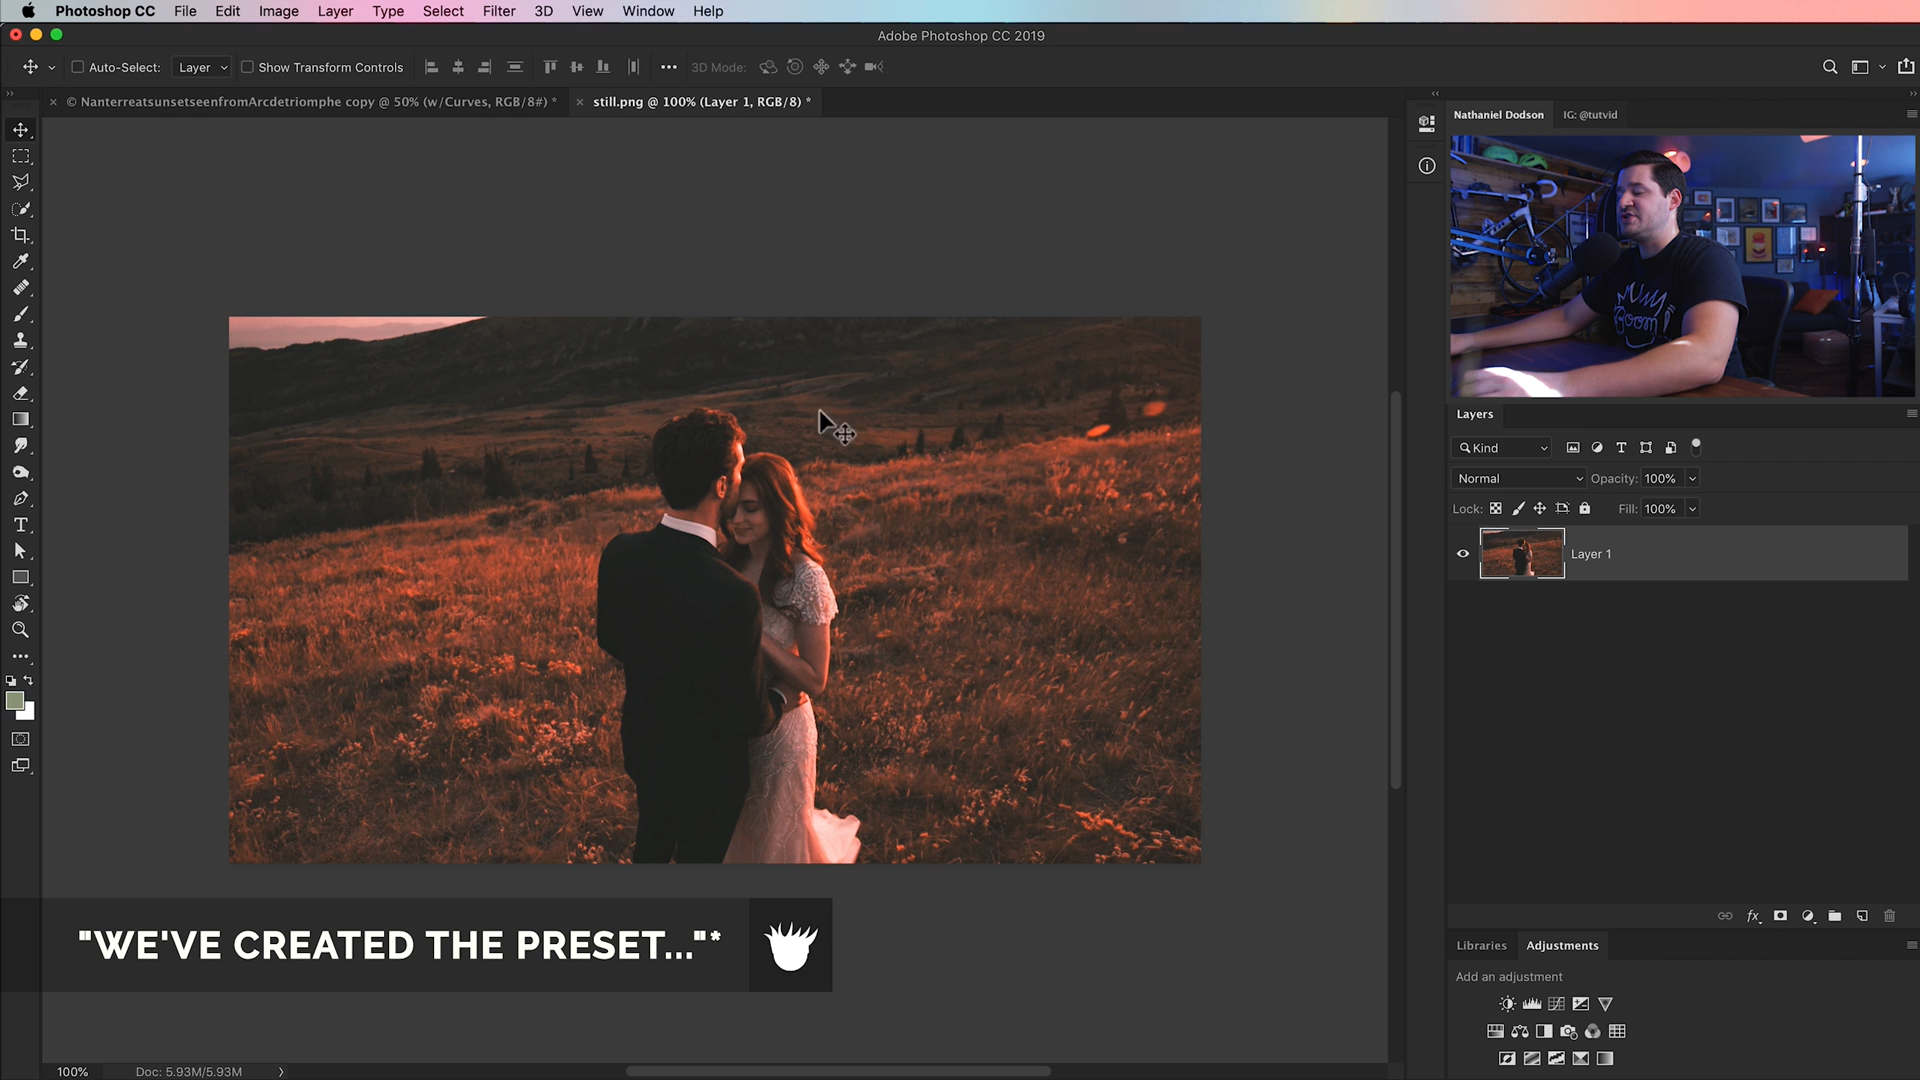 Photoshop CC File Edit Image Layer Type Select Filter 3D View Window Help
Adobe Photoshop CC 2019
Auto-Select: Layer Show Transform Controls 3D Mode:
© NanterreatsunsetseenfromArcdetriomphe copy @ 50% (w/Curves, RGB/8#) * still.png @ 100% (Layer 1, RGB/8) *
Nathaniel Dodson IG: @tutvid
Boom!
Layers
Kind
Normal Opacity: 100%
Lock: Fill: 100%
Layer 1
"WE'VE CREATED THE PRESET..."*
Libraries Adjustments
Add an adjustment
100% Doc: 5.93M/5.93M